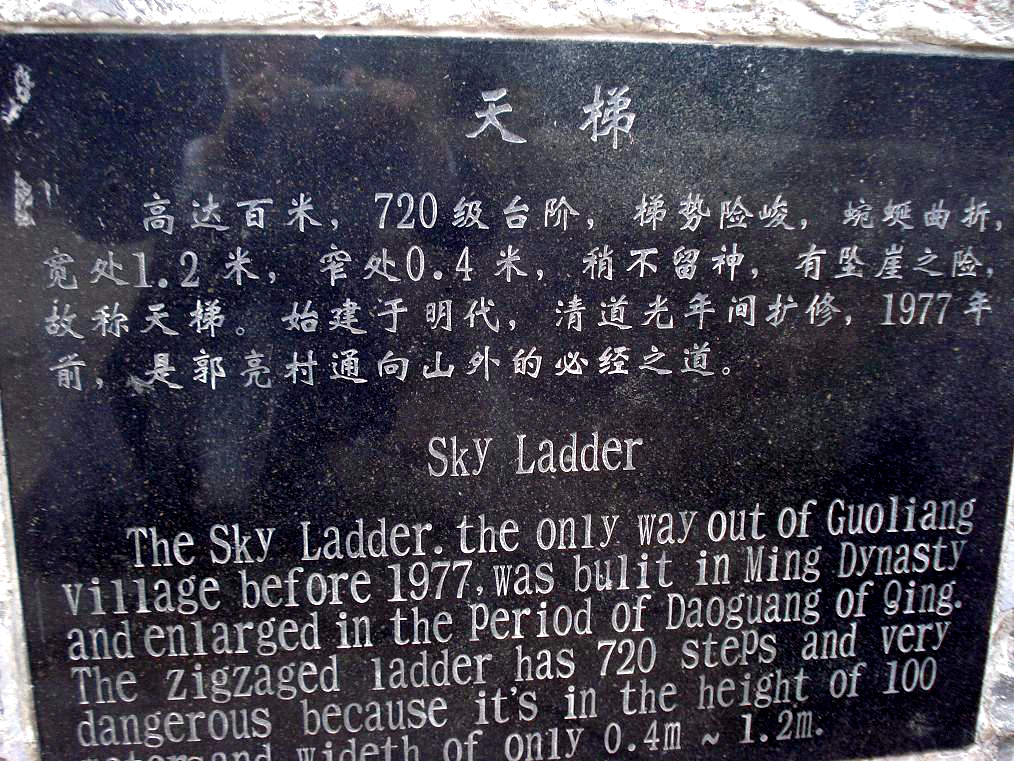 天梯
高达百米，720级台阶，梯势险峻，蜿蜒曲折，
宽处1.2米，窄处0.4米，稍不留神，有坠崖之险，
故称天梯。始建于明代，清道光年间扩修，1977年
前，是郭亮村通向山外的必经之道。
Sky Ladder
The Sky Ladder. the only way out of Guoliang
village before 1977, was bulit in Ming Dynasty
and enlarged in the Period of Daoguang of Qing.
The zigzaged ladder has 720 steps and very
dangerous because it's in the height of 100
meters and wideth of only 0.4m ~ 1.2m.